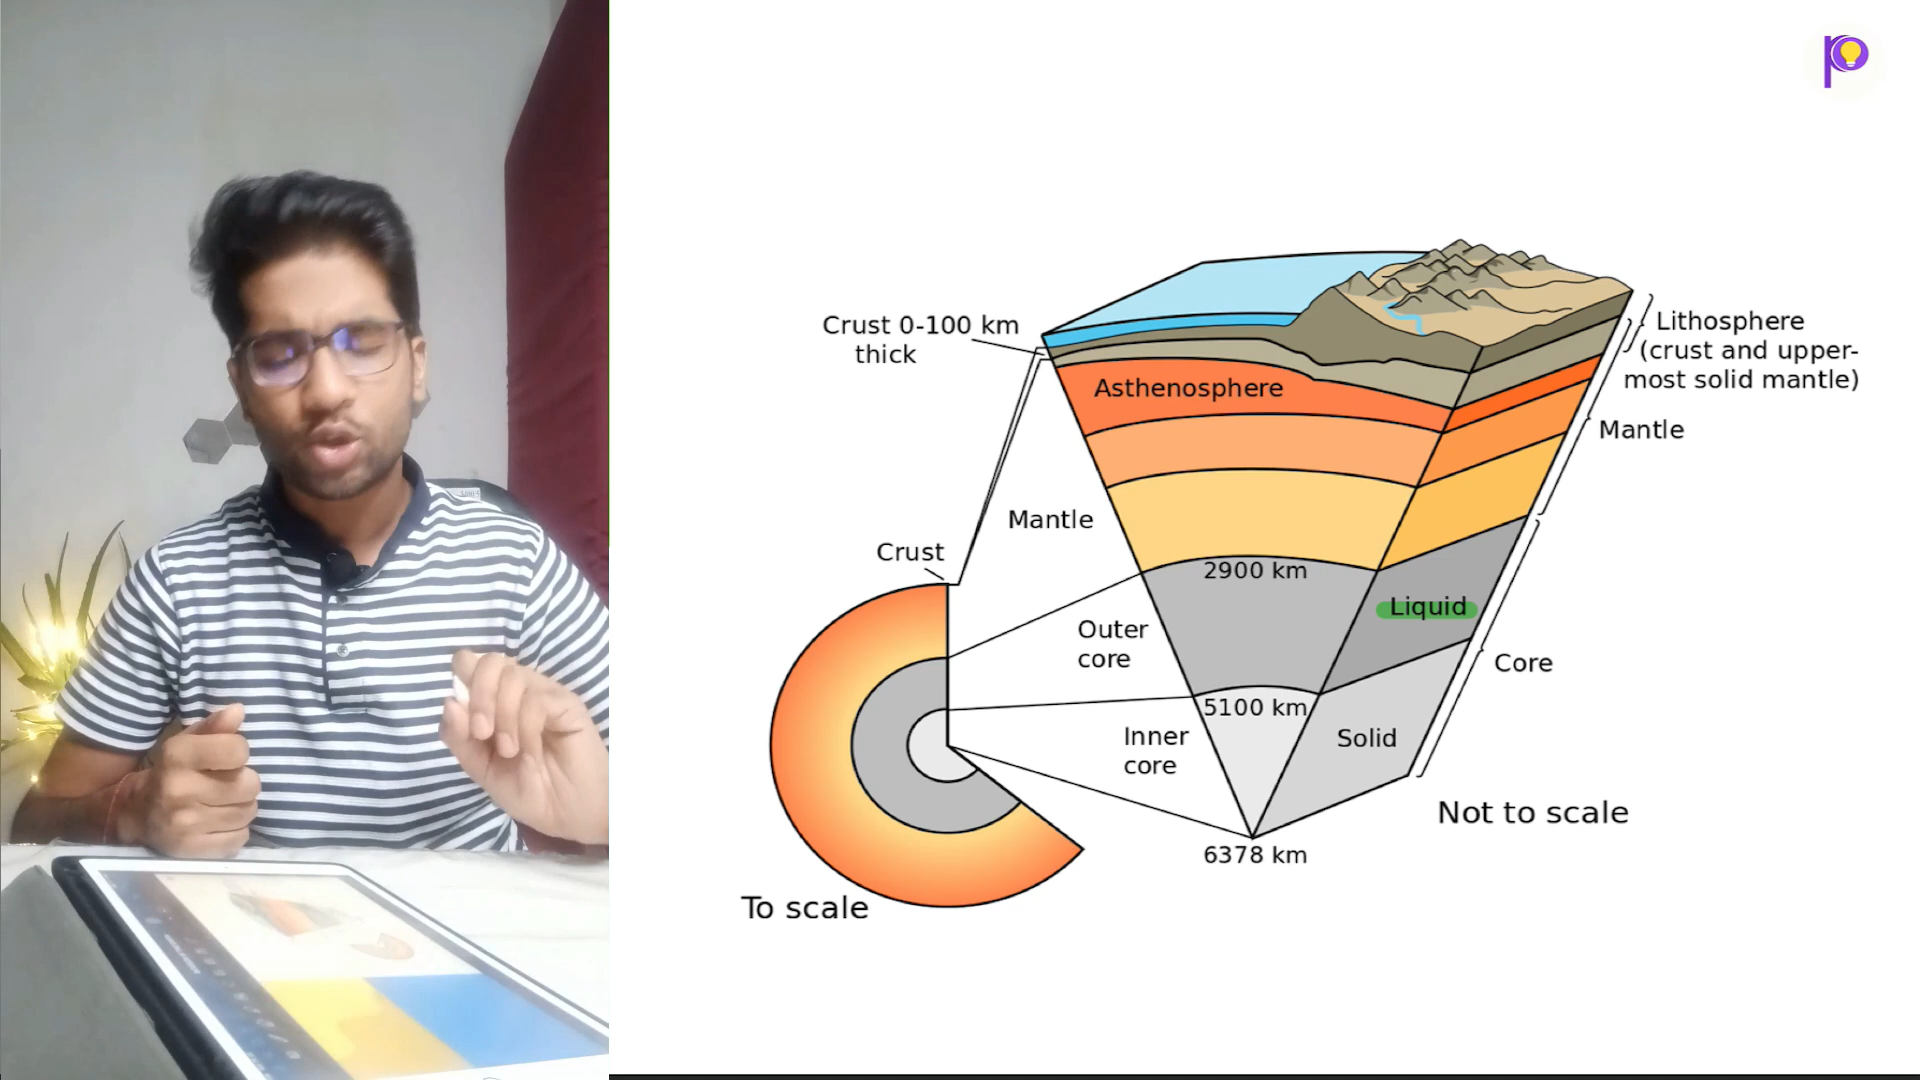 Crust 0-100 km
thick
Asthenosphere
Lithosphere
(crust and upper-
most solid mantle)
Mantle
Mantle
Crust
2900 km
Liquid
Outer
core
Core
5100 km
Inner
core
Solid
Not to scale
6378 km
To scale